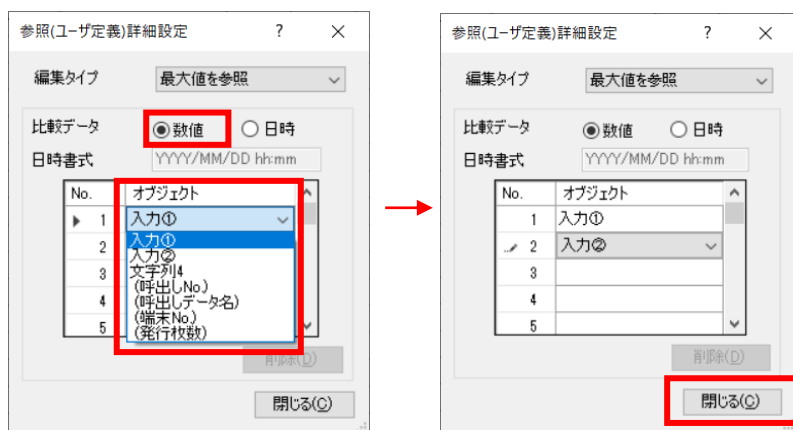 参照(ユーザ定義)詳細設定 ? ×
編集タイプ 最大値を参照
比較データ 数値 日時
日時書式 YYYY/MM/DD hh:mm
No. オブジェクト
1 入力①
2 入力①
入力②
3 文字列4
(呼出しNo.)
4 (呼出しデータ名)
(端末No.)
5 (発行枚数)
削除(D)
閉じる(C)
参照(ユーザ定義)詳細設定 ? ×
編集タイプ 最大値を参照
比較データ 数値 日時
日時書式 YYYY/MM/DD hh:mm
No. オブジェクト
1 入力①
2 入力②
3
4
5
削除(D)
閉じる(C)